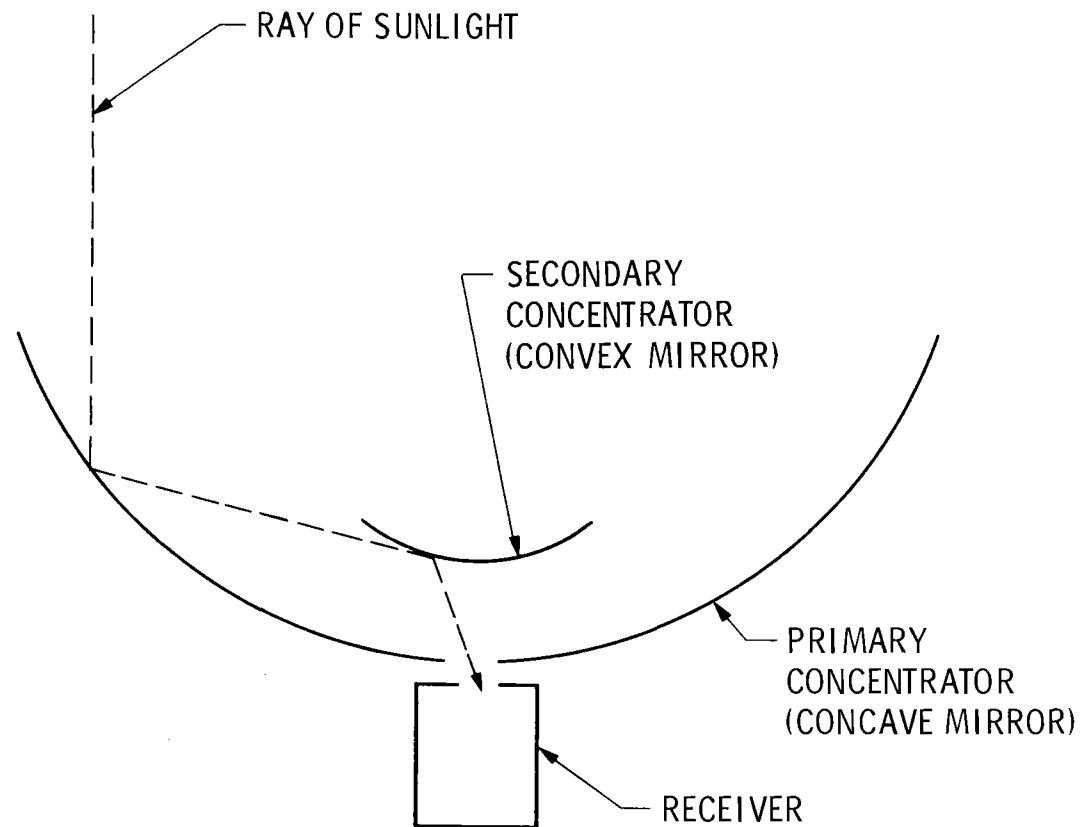 RAY OF SUNLIGHT
SECONDARY
CONCENTRATOR
(CONVEX MIRROR)
PRIMARY
CONCENTRATOR
(CONCAVE MIRROR)
RECEIVER